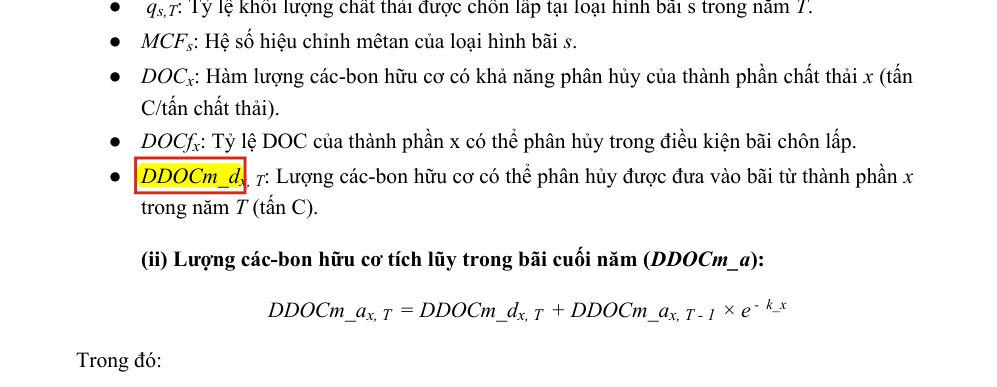 ● qs,T: Tỷ lệ khối lượng chất thải được chôn lấp tại loại hình bãi s trong năm T.
● MCFs: Hệ số hiệu chỉnh mêtan của loại hình bãi s.
● DOCx: Hàm lượng các-bon hữu cơ có khả năng phân hủy của thành phần chất thải x (tấn
C/tấn chất thải).
● DOCfx: Tỷ lệ DOC của thành phần x có thể phân hủy trong điều kiện bãi chôn lấp.
● DDOCm_dx, T: Lượng các-bon hữu cơ có thể phân hủy được đưa vào bãi từ thành phần x
trong năm T (tấn C).
(ii) Lượng các-bon hữu cơ tích lũy trong bãi cuối năm (DDOCm_a):
DDOCm_ax, T = DDOCm_dx, T + DDOCm_ax, T - 1 × e - k_x
Trong đó: